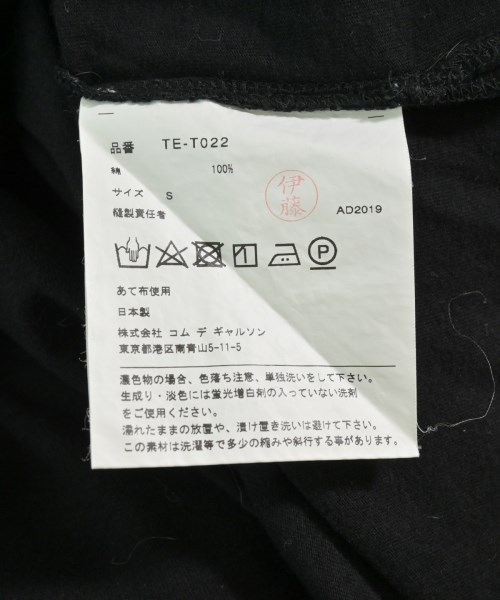 品番 TE-T022
綿 100%
サイズ S
伊藤
縫製責任者 AD2019
あて布使用
日本製
株式会社 コム デ ギャルソン
東京都港区南青山5-11-5
濃色物の場合、色落ち注意、単独洗いをして下さい。
生成り・淡色には蛍光増白剤の入っていない洗剤
をご使用ください。
濡れたままの放置や、漬け置き洗いは避けて下さい。
この素材は洗濯等で多少の縮みや斜行する事があります。